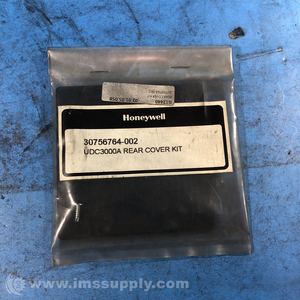 Honeywell
30756764-002
UDC3000A REAR COVER KIT
www.imssupply.com